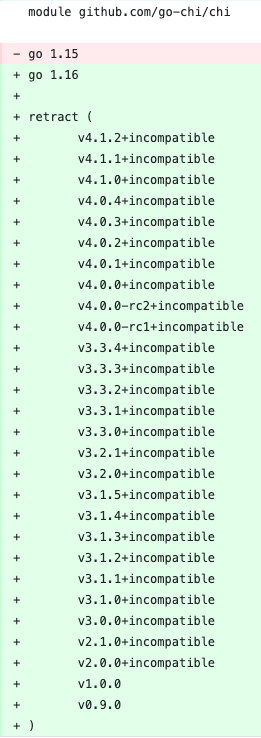 module github.com/go-chi/chi
- go 1.15
+ go 1.16
+
+ retract (
+ v4.1.2+incompatible
+ v4.1.1+incompatible
+ v4.1.0+incompatible
+ v4.0.4+incompatible
+ v4.0.3+incompatible
+ v4.0.2+incompatible
+ v4.0.1+incompatible
+ v4.0.0+incompatible
+ v4.0.0-rc2+incompatible
+ v4.0.0-rc1+incompatible
+ v3.3.4+incompatible
+ v3.3.3+incompatible
+ v3.3.2+incompatible
+ v3.3.1+incompatible
+ v3.3.0+incompatible
+ v3.2.1+incompatible
+ v3.2.0+incompatible
+ v3.1.5+incompatible
+ v3.1.4+incompatible
+ v3.1.3+incompatible
+ v3.1.2+incompatible
+ v3.1.1+incompatible
+ v3.1.0+incompatible
+ v3.0.0+incompatible
+ v2.1.0+incompatible
+ v2.0.0+incompatible
+ v1.0.0
+ v0.9.0
+ )